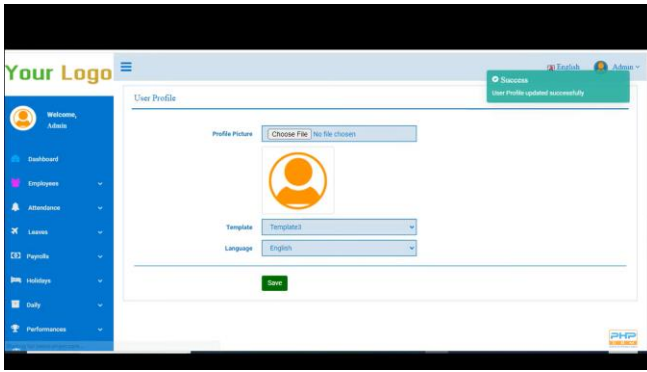 Your Logo
English
Admin
Success
User Profile updated successfully
Welcome,
Admin
User Profile
Profile Picture
Choose File No file chosen
Dashboard
Employees
Attendance
Leaves
Payrolls
Holidays
Daily
Performances
Template
Template3
Language
English
Save
PHP